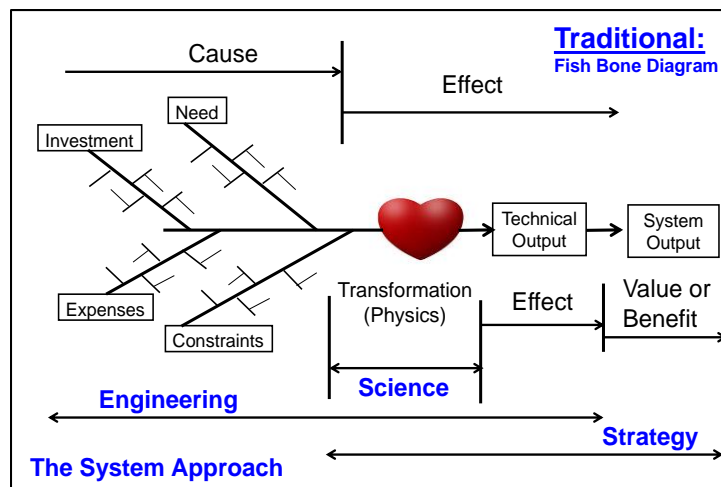 Traditional:
Fish Bone Diagram
Cause
Effect
Need
Investment
Technical
Output
System
Output
Expenses
Constraints
Transformation
(Physics)
Effect
Value or
Benefit
Science
Engineering
Strategy
The System Approach